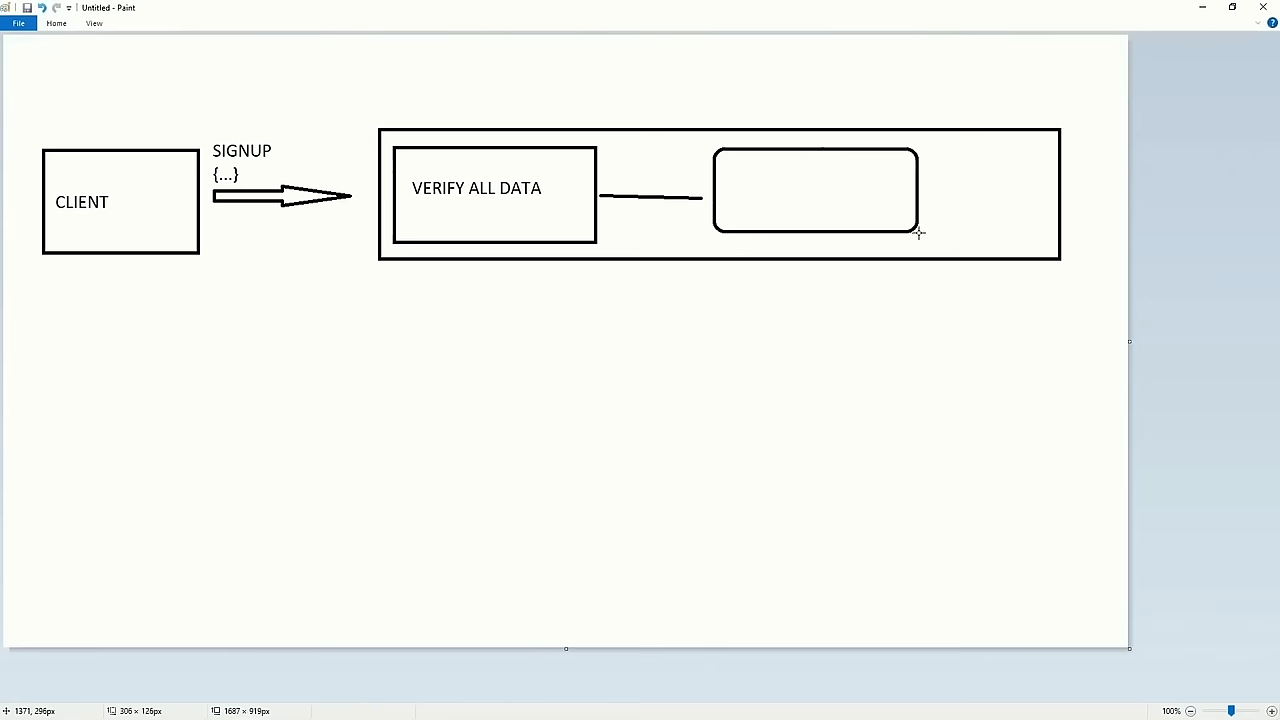 Untitled - Paint
File
Home
View
SIGNUP
{...}
CLIENT
VERIFY ALL DATA
1371, 296px
306 × 126px
1687 × 919px
100%